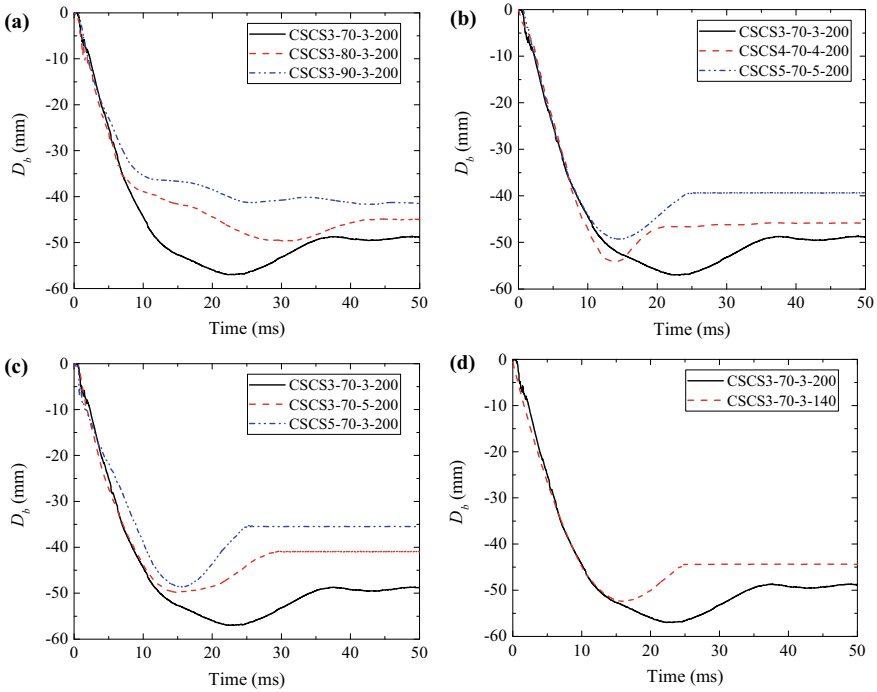 (a)
CSCS3-70-3-200
CSCS3-80-3-200
CSCS3-90-3-200
0
-10
-20
-30
-40
-50
-60
D_b (mm)
0 10 20 30 40 50
Time (ms)
(b)
CSCS3-70-3-200
CSCS4-70-4-200
CSCS5-70-5-200
0
-10
-20
-30
-40
-50
-60
D_b (mm)
0 10 20 30 40 50
Time (ms)
(c)
CSCS3-70-3-200
CSCS3-70-5-200
CSCS5-70-3-200
0
-10
-20
-30
-40
-50
-60
D_b (mm)
0 10 20 30 40 50
Time (ms)
(d)
CSCS3-70-3-200
CSCS3-70-3-140
0
-10
-20
-30
-40
-50
-60
D_b (mm)
0 10 20 30 40 50
Time (ms)